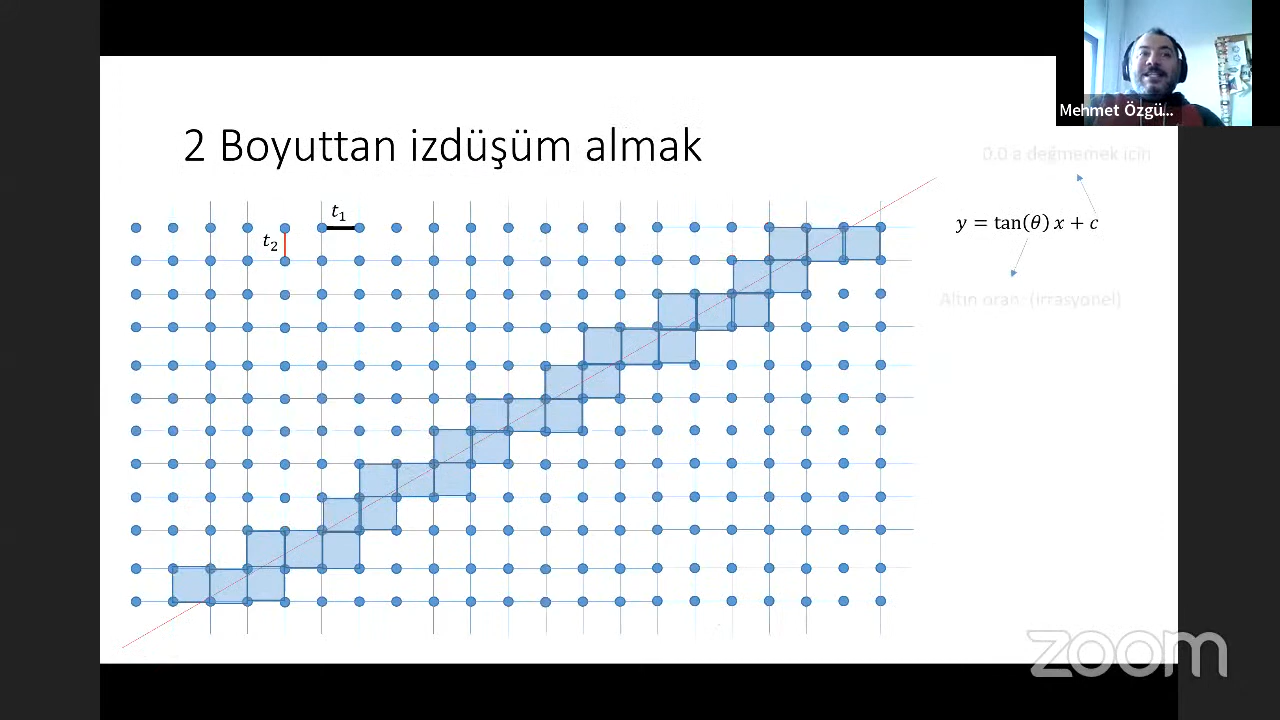 Mehmet Özgü...
2 Boyuttan izdüşüm almak
0.0 a değmemek için
t₁
t₂
y = tan(θ) x + c
Altın oran (irrasyonel)
zoom